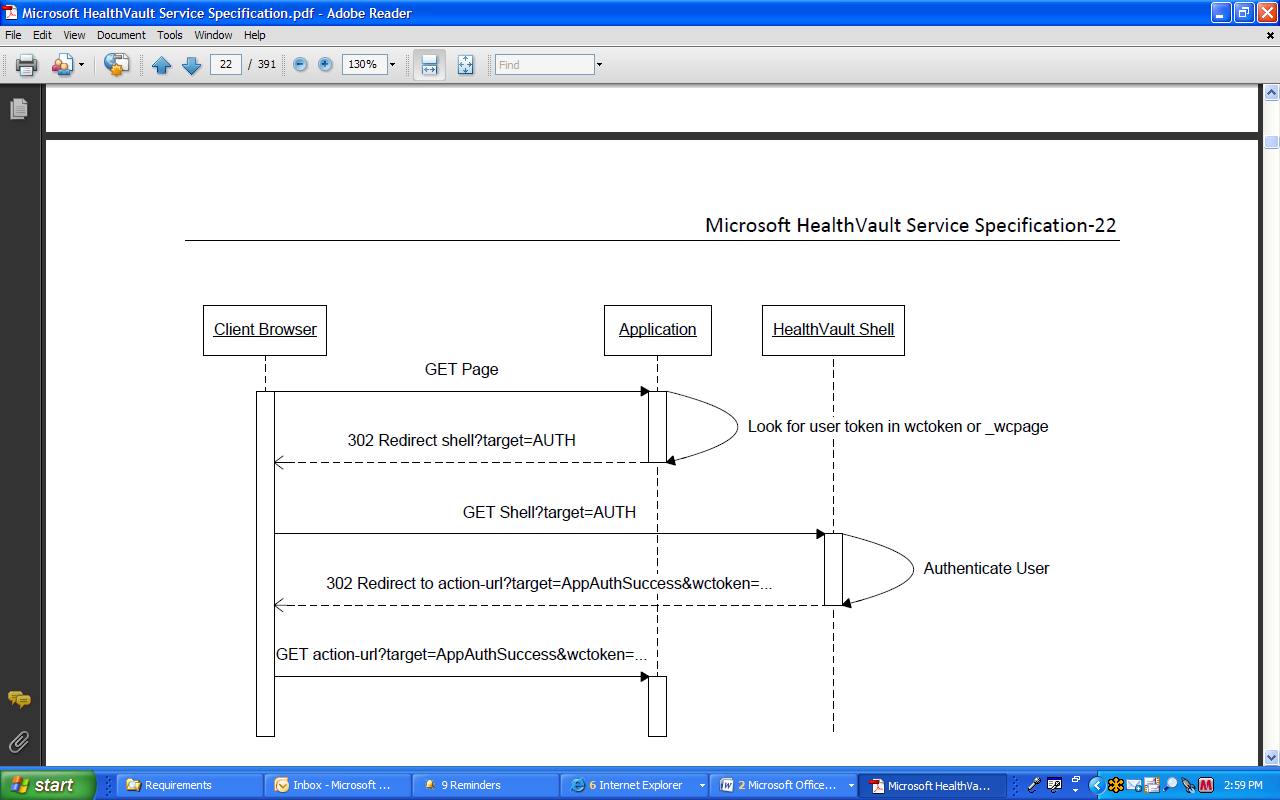 Microsoft HealthVault Service Specification.pdf - Adobe Reader
File Edit View Document Tools Window Help
22 / 391 130% Find
Microsoft HealthVault Service Specification-22
Client Browser Application HealthVault Shell
GET Page
Look for user token in wctoken or _wcpage
302 Redirect shell?target=AUTH
GET Shell?target=AUTH
Authenticate User
302 Redirect to action-url?target=AppAuthSuccess&wctoken=...
GET action-url?target=AppAuthSuccess&wctoken=...
start Requirements Inbox - Microsoft ... 9 Reminders 6 Internet Explorer 2 Microsoft Office... Microsoft HealthVa... 2:59 PM